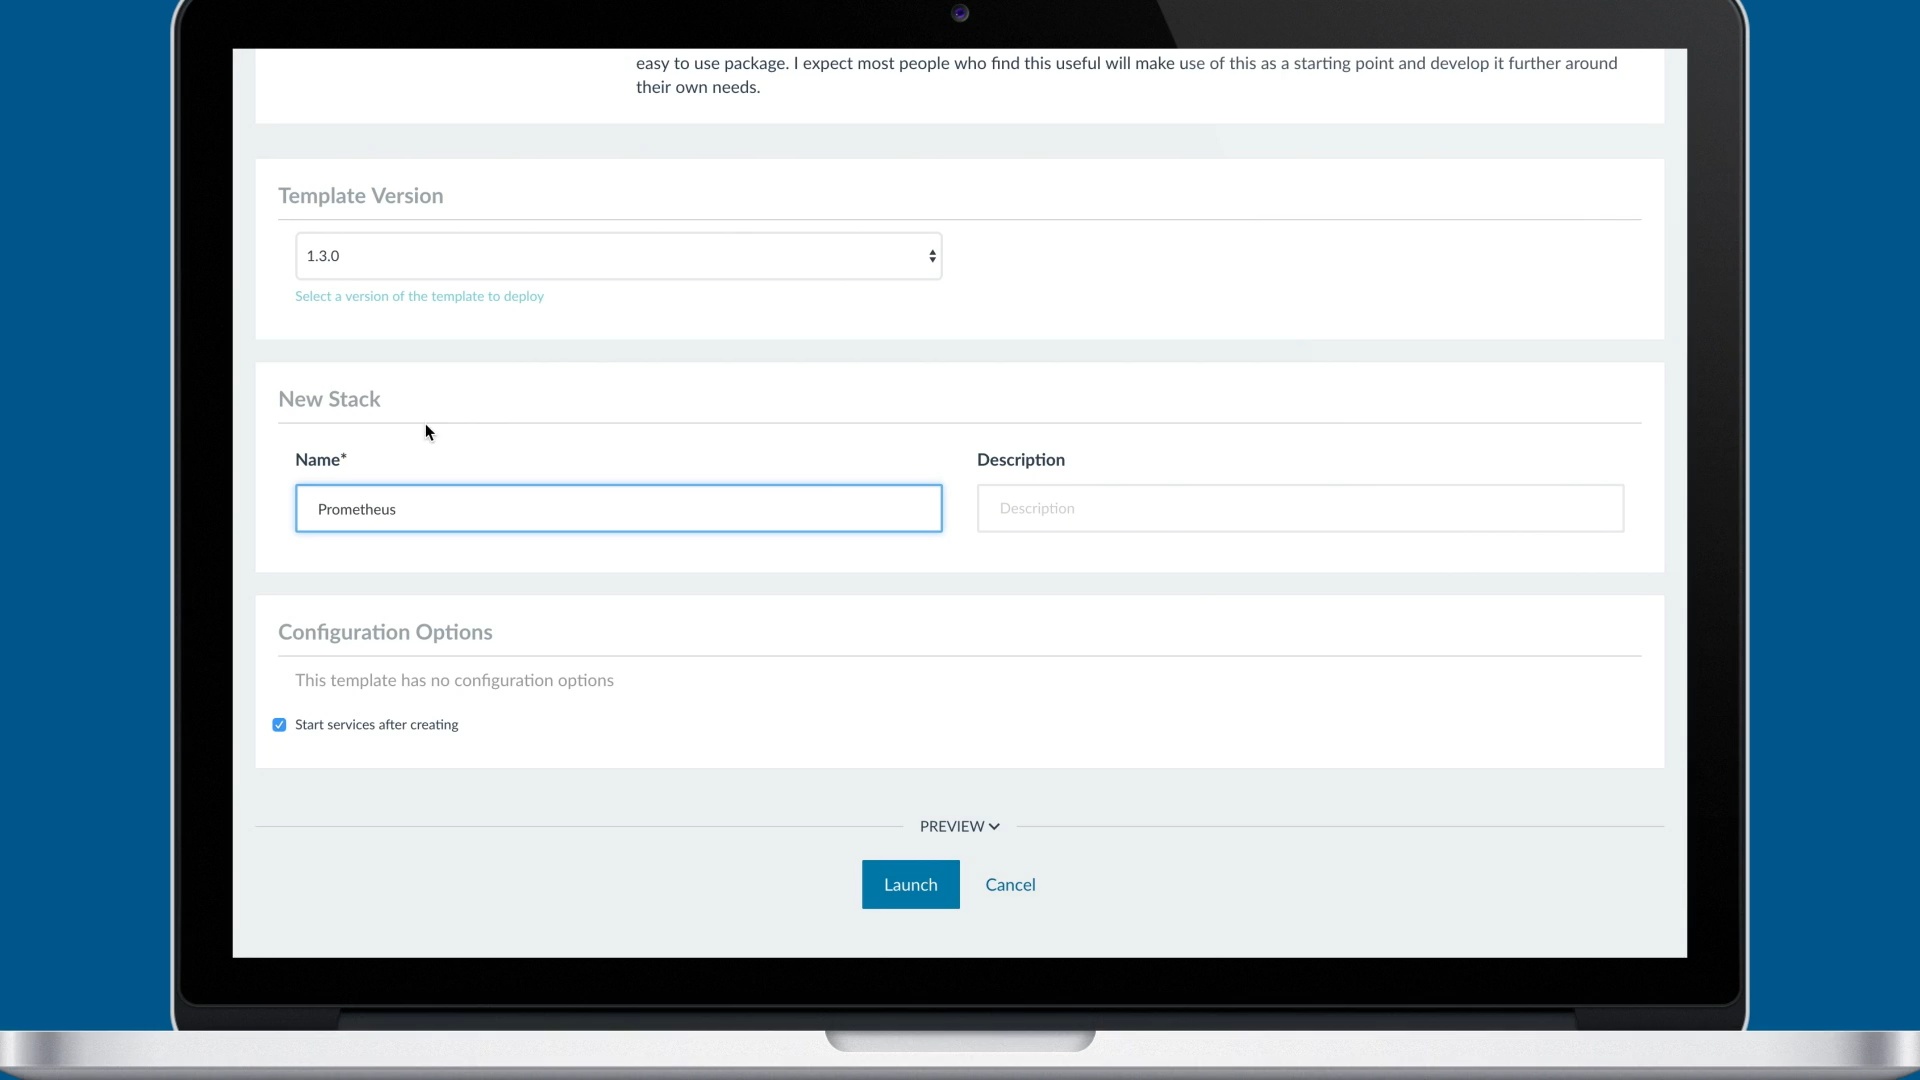 easy to use package. I expect most people who find this useful will make use of this as a starting point and develop it further around
their own needs.
Template Version
1.3.0
Select a version of the template to deploy
New Stack
Name*
Description
Prometheus
Description
Configuration Options
This template has no configuration options
Start services after creating
PREVIEW
Launch
Cancel